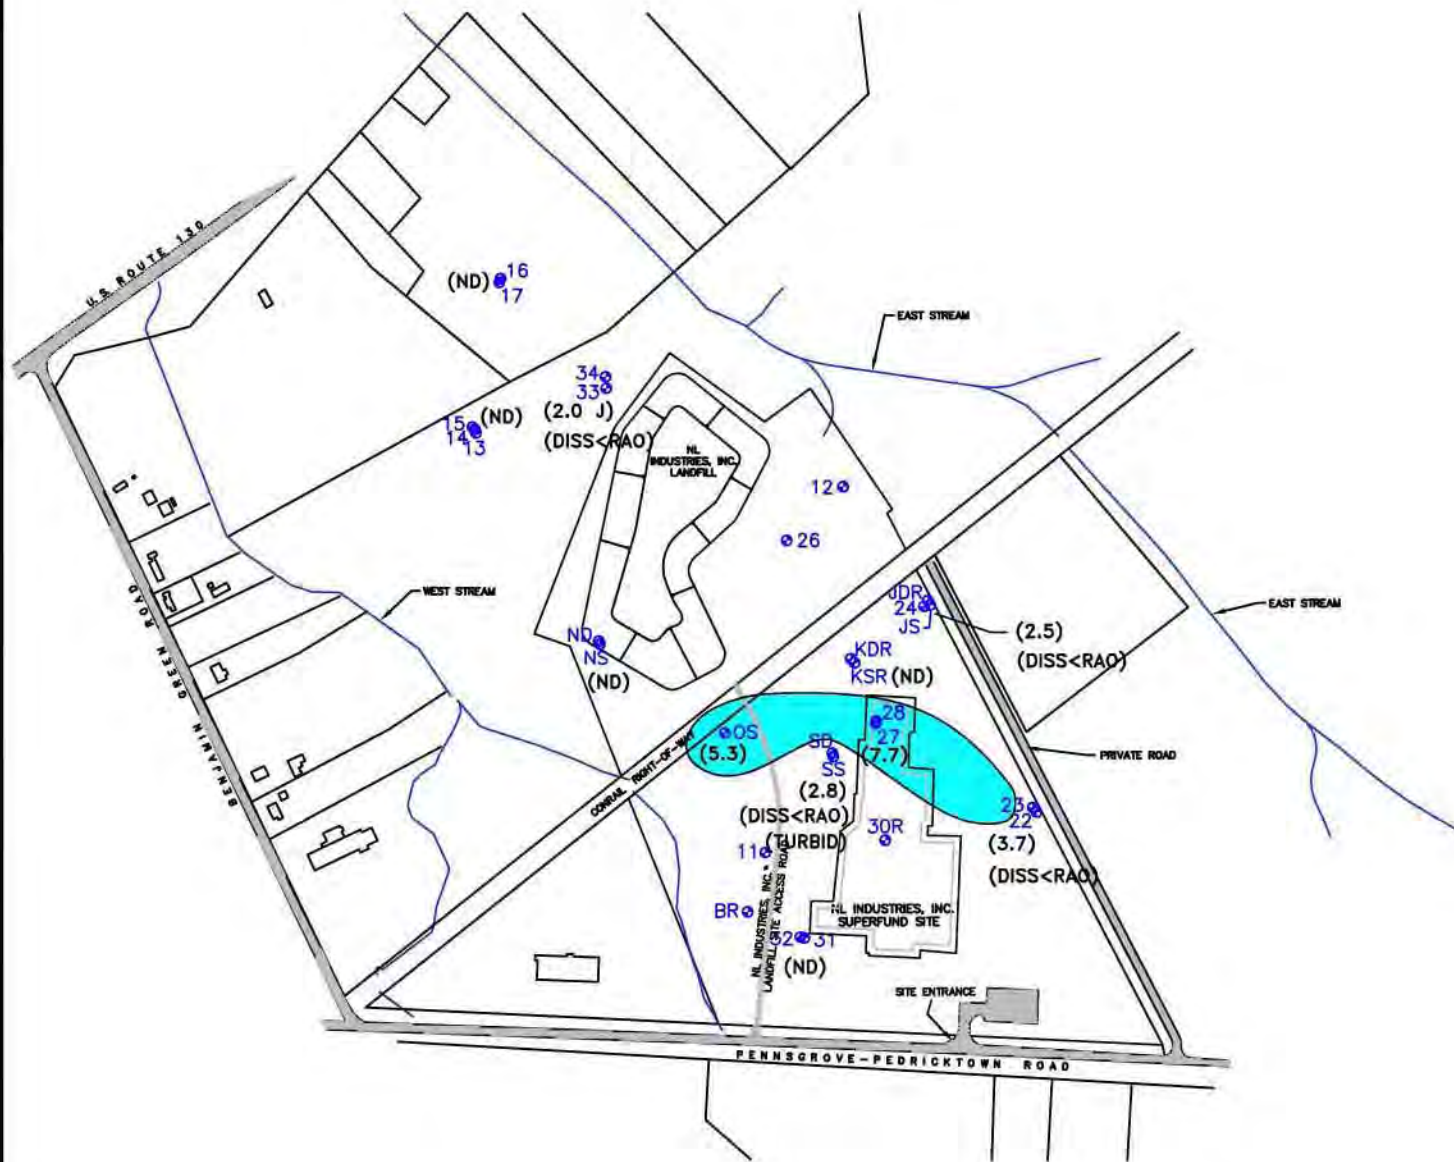 U.S. ROUTE 130
(ND)
16
17
EAST STREAM
34
33
(2.0 J)
(DISS<RAO)
15
(ND)
14
13
NL
INDUSTRIES, INC.
LANDFILL
12
26
WEST STREAM
BENJAMIN GREEN ROAD
JDR
24
JS
J
(2.5)
(DISS<RAO)
EAST STREAM
ND
NS
(ND)
KDR
KSR (ND)
CONRAIL RIGHT-OF-WAY
OS
(5.3)
28
27
(7.7)
SD
SS
(2.8)
(DISS<RAO)
(TURBID)
PRIVATE ROAD
23
22
(3.7)
(DISS<RAO)
30R
11
BR
NL INDUSTRIES, INC.
LANDFILL SITE ACCESS ROAD
NL INDUSTRIES, INC.
SUPERFUND SITE
32
31
(ND)
SITE ENTRANCE
PENNSGROVE-PEDRICKTOWN ROAD